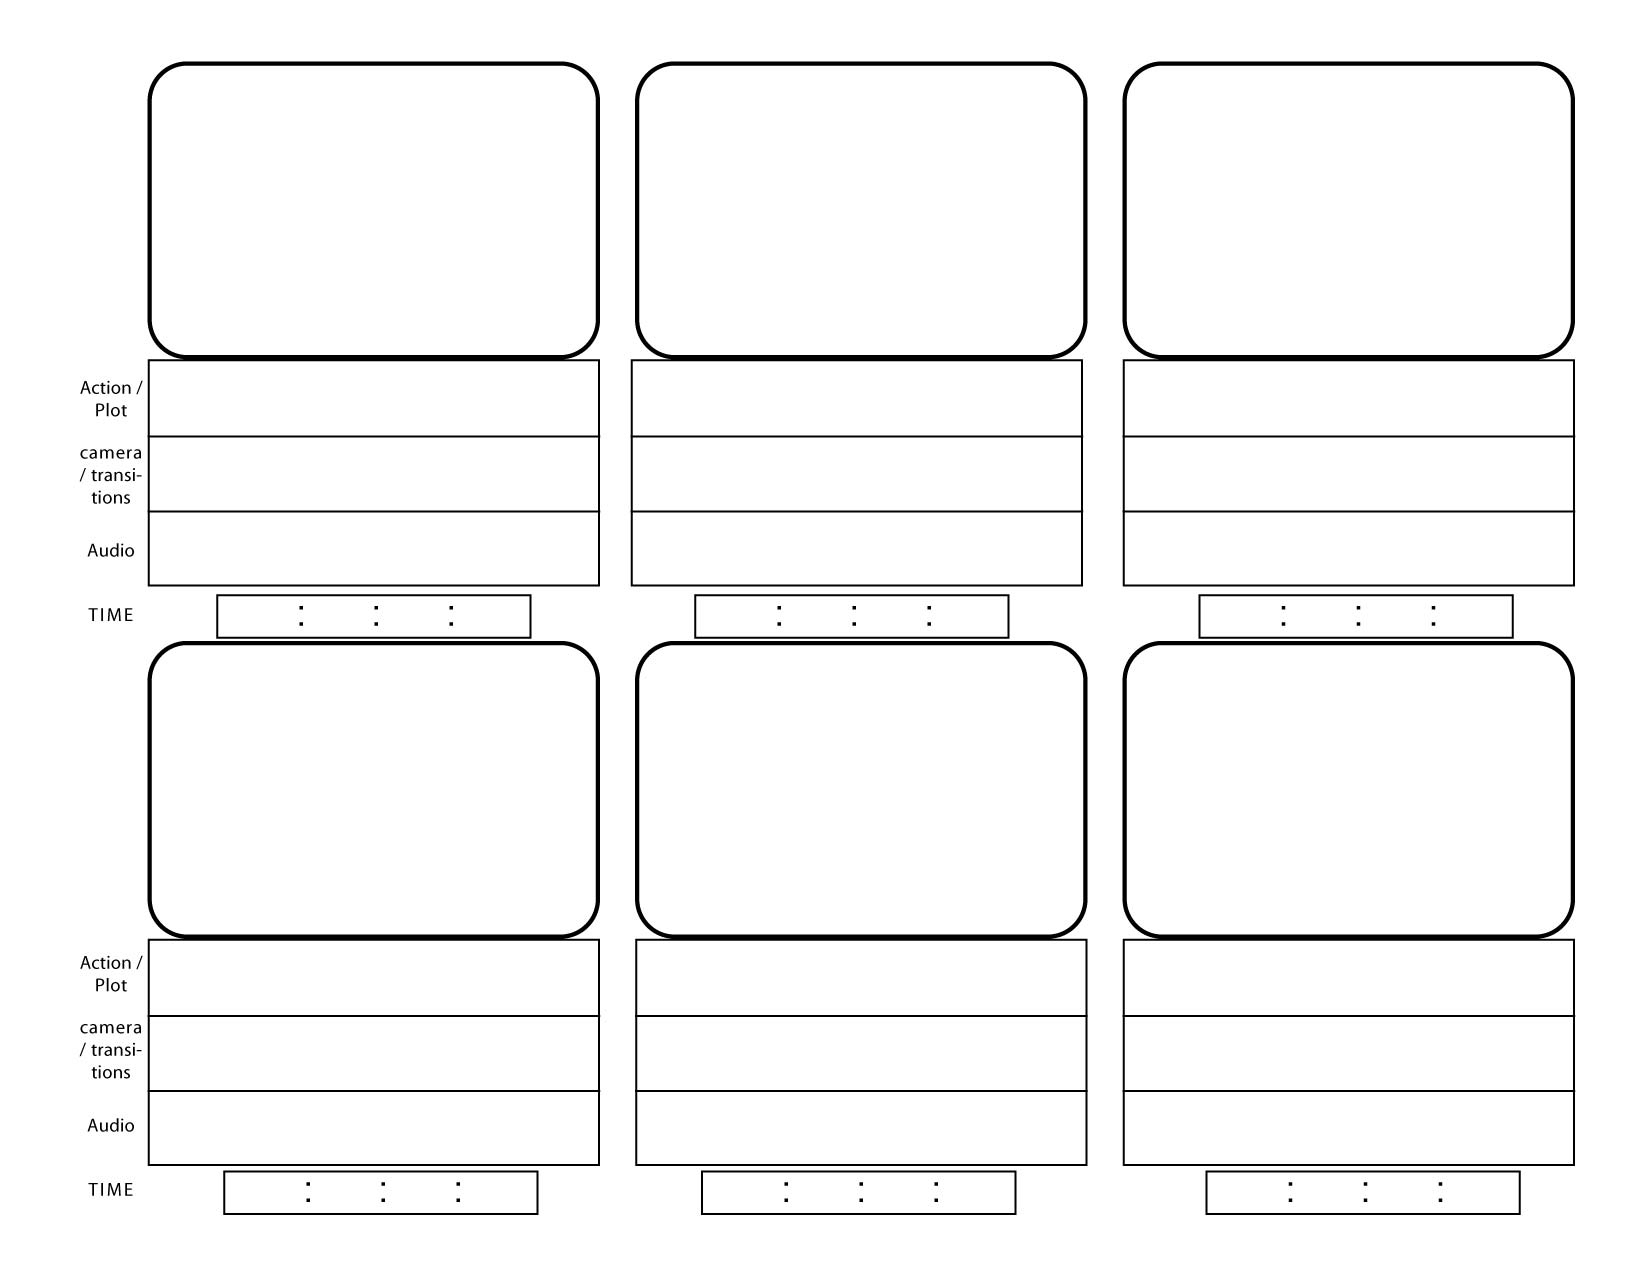 Action /
Plot
camera
/ transi-
tions
Audio
TIME
: : :
: : :
: : :
Action /
Plot
camera
/ transi-
tions
Audio
TIME
: : :
: : :
: : :